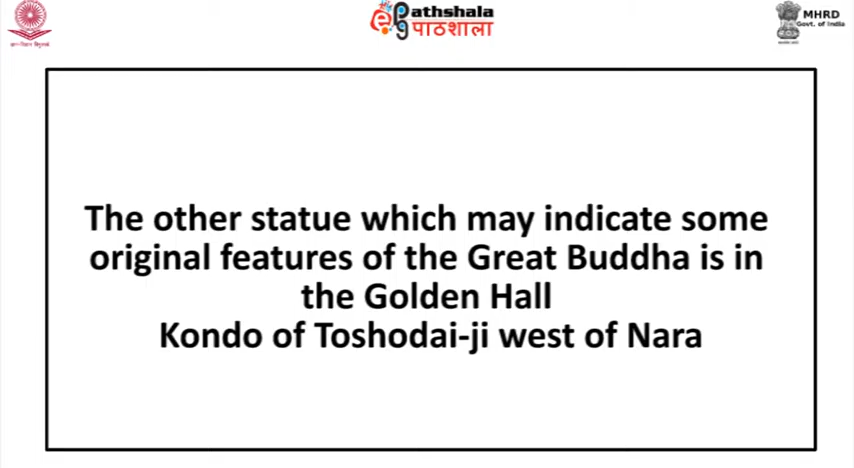 ePG Pathshala
पाठशाला
MHRD
Govt. of India
The other statue which may indicate some
original features of the Great Buddha is in
the Golden Hall
Kondo of Toshodai-ji west of Nara